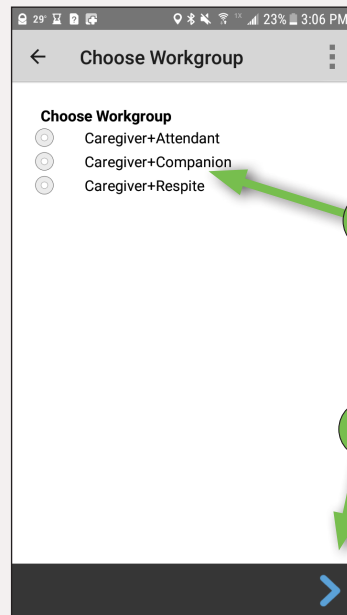 29° 23% 3:06 PM
Choose Workgroup
Choose Workgroup
Caregiver+Attendant
Caregiver+Companion
Caregiver+Respite